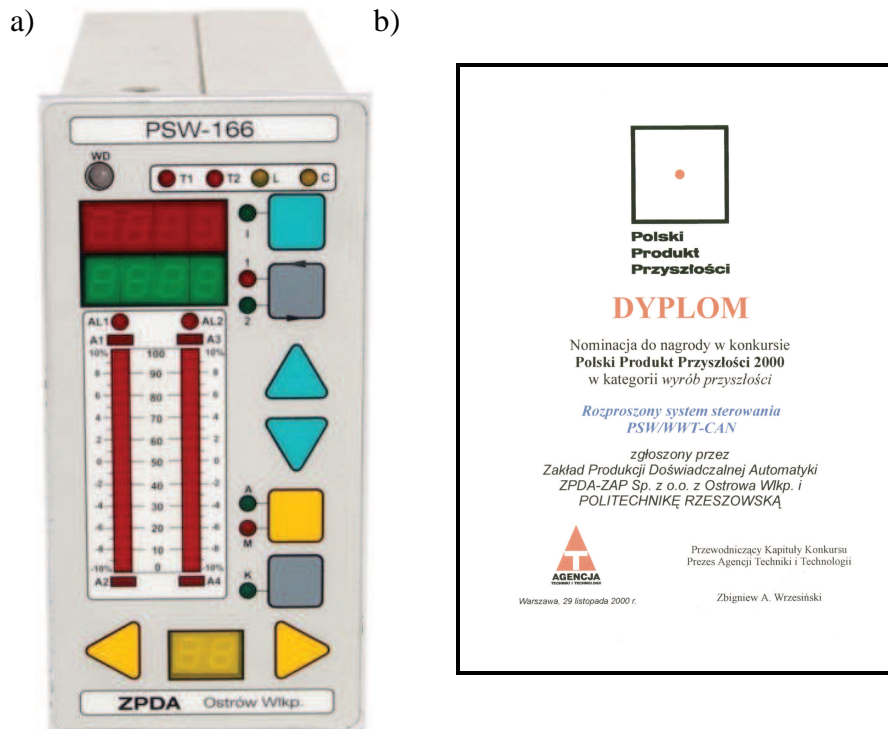 a)
b)
PSW-166
WD
T1 T2 L C
I
1
2
AL1 AL2
A1 A3
10% 100 10%
8 90 8
6 80 6
4 70 4
2 60 2
0 50 0
-2 40 -2
-4 30 -4
-6 20 -6
-8 10 -8
-10% 0 -10%
A2 A4
A
M
K
ZPDA Ostrów Wlkp.
Polski
Produkt
Przyszłości
DYPLOM
Nominacja do nagrody w konkursie
Polski Produkt Przyszłości 2000
w kategorii wyrób przyszłości
Rozproszony system sterowania
PSW/WWT-CAN
zgłoszony przez
Zakład Produkcji Doświadczalnej Automatyki
ZPDA-ZAP Sp. z o.o. z Ostrowa Wlkp. i
POLITECHNIKĘ RZESZOWSKĄ
AGENCJA
TECHNIKI I TECHNOLOGII
Warszawa, 29 listopada 2000 r.
Przewodniczący Kapituły Konkursu
Prezes Agencji Techniki i Technologii
Zbigniew A. Wrzesiński